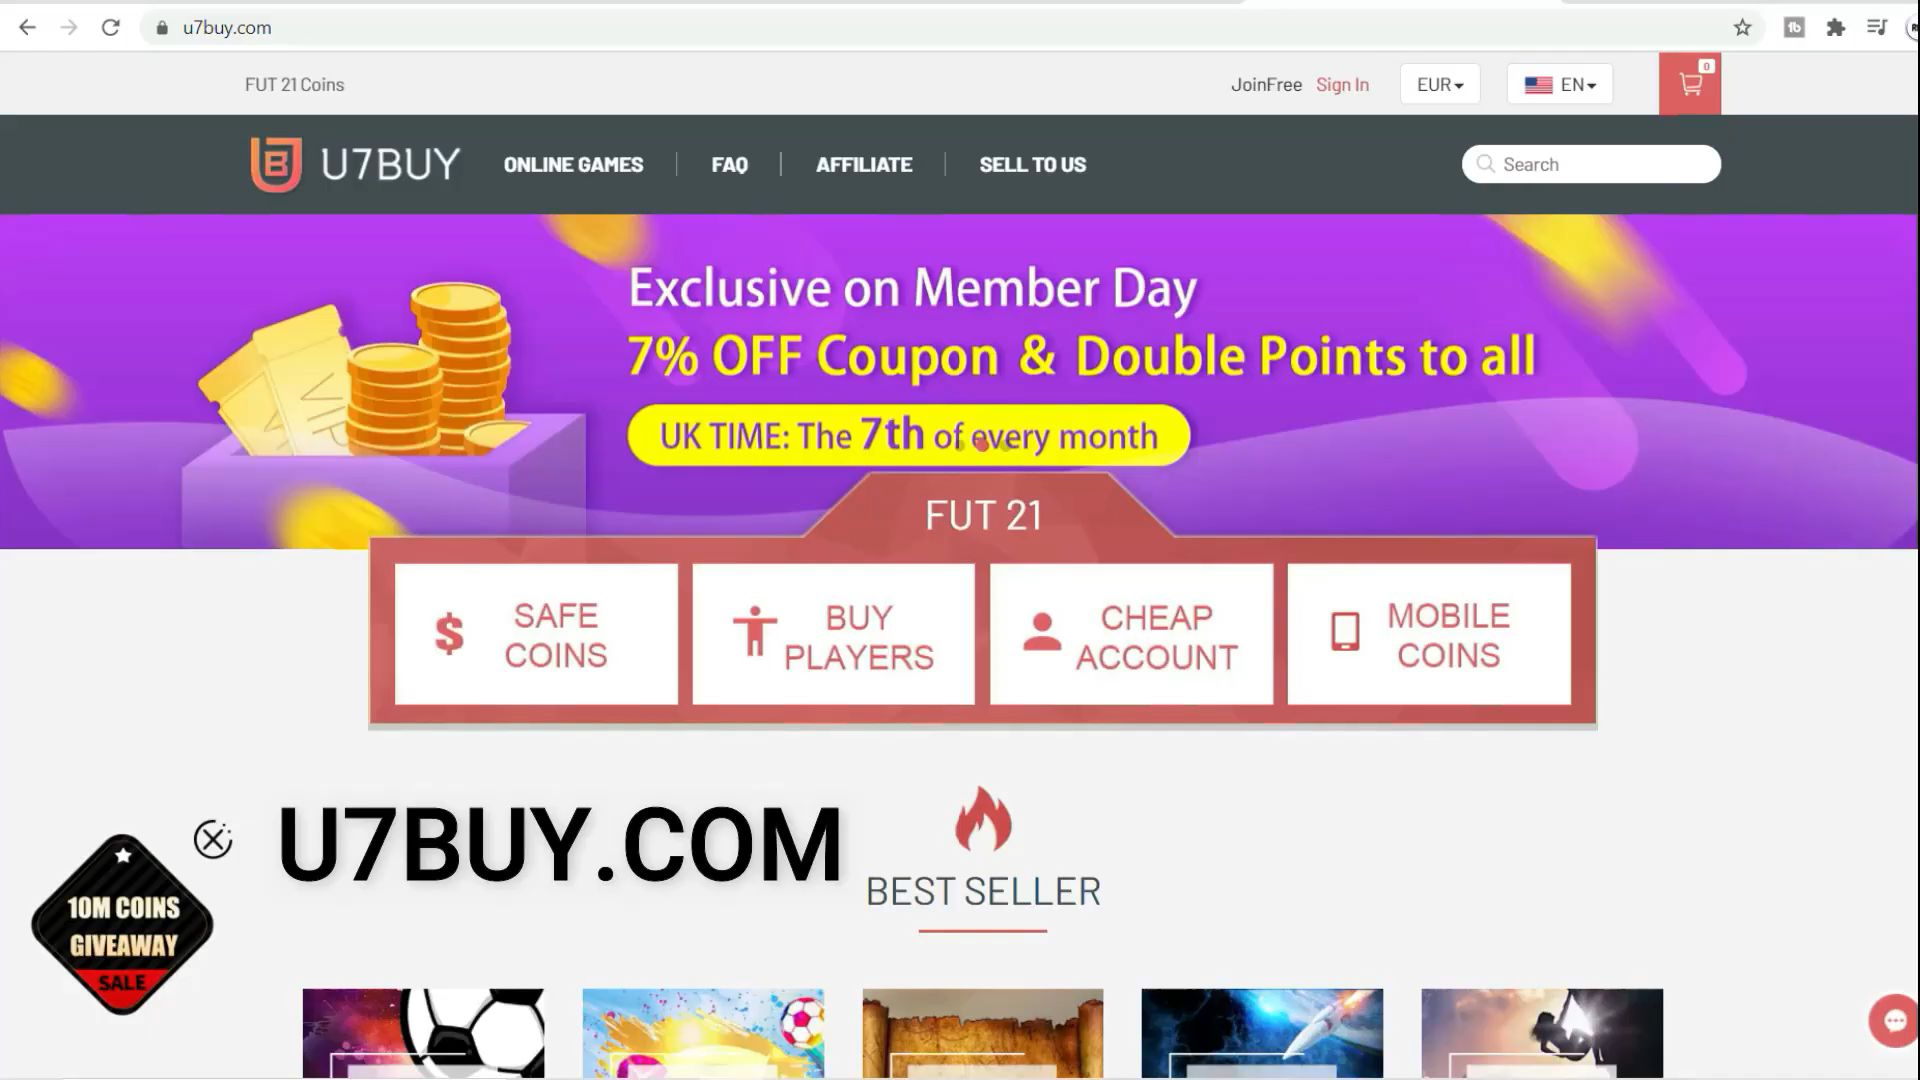 u7buy.com
FUT 21 Coins
JoinFree Sign In
EUR
EN
0
U7BUY
ONLINE GAMES
FAQ
AFFILIATE
SELL TO US
Search
Exclusive on Member Day
7% OFF Coupon & Double Points to all
UK TIME: The 7th of every month
VIP
FUT 21
SAFE
COINS
BUY
PLAYERS
CHEAP
ACCOUNT
MOBILE
COINS
U7BUY.COM
BEST SELLER
10M COINS
GIVEAWAY
SALE